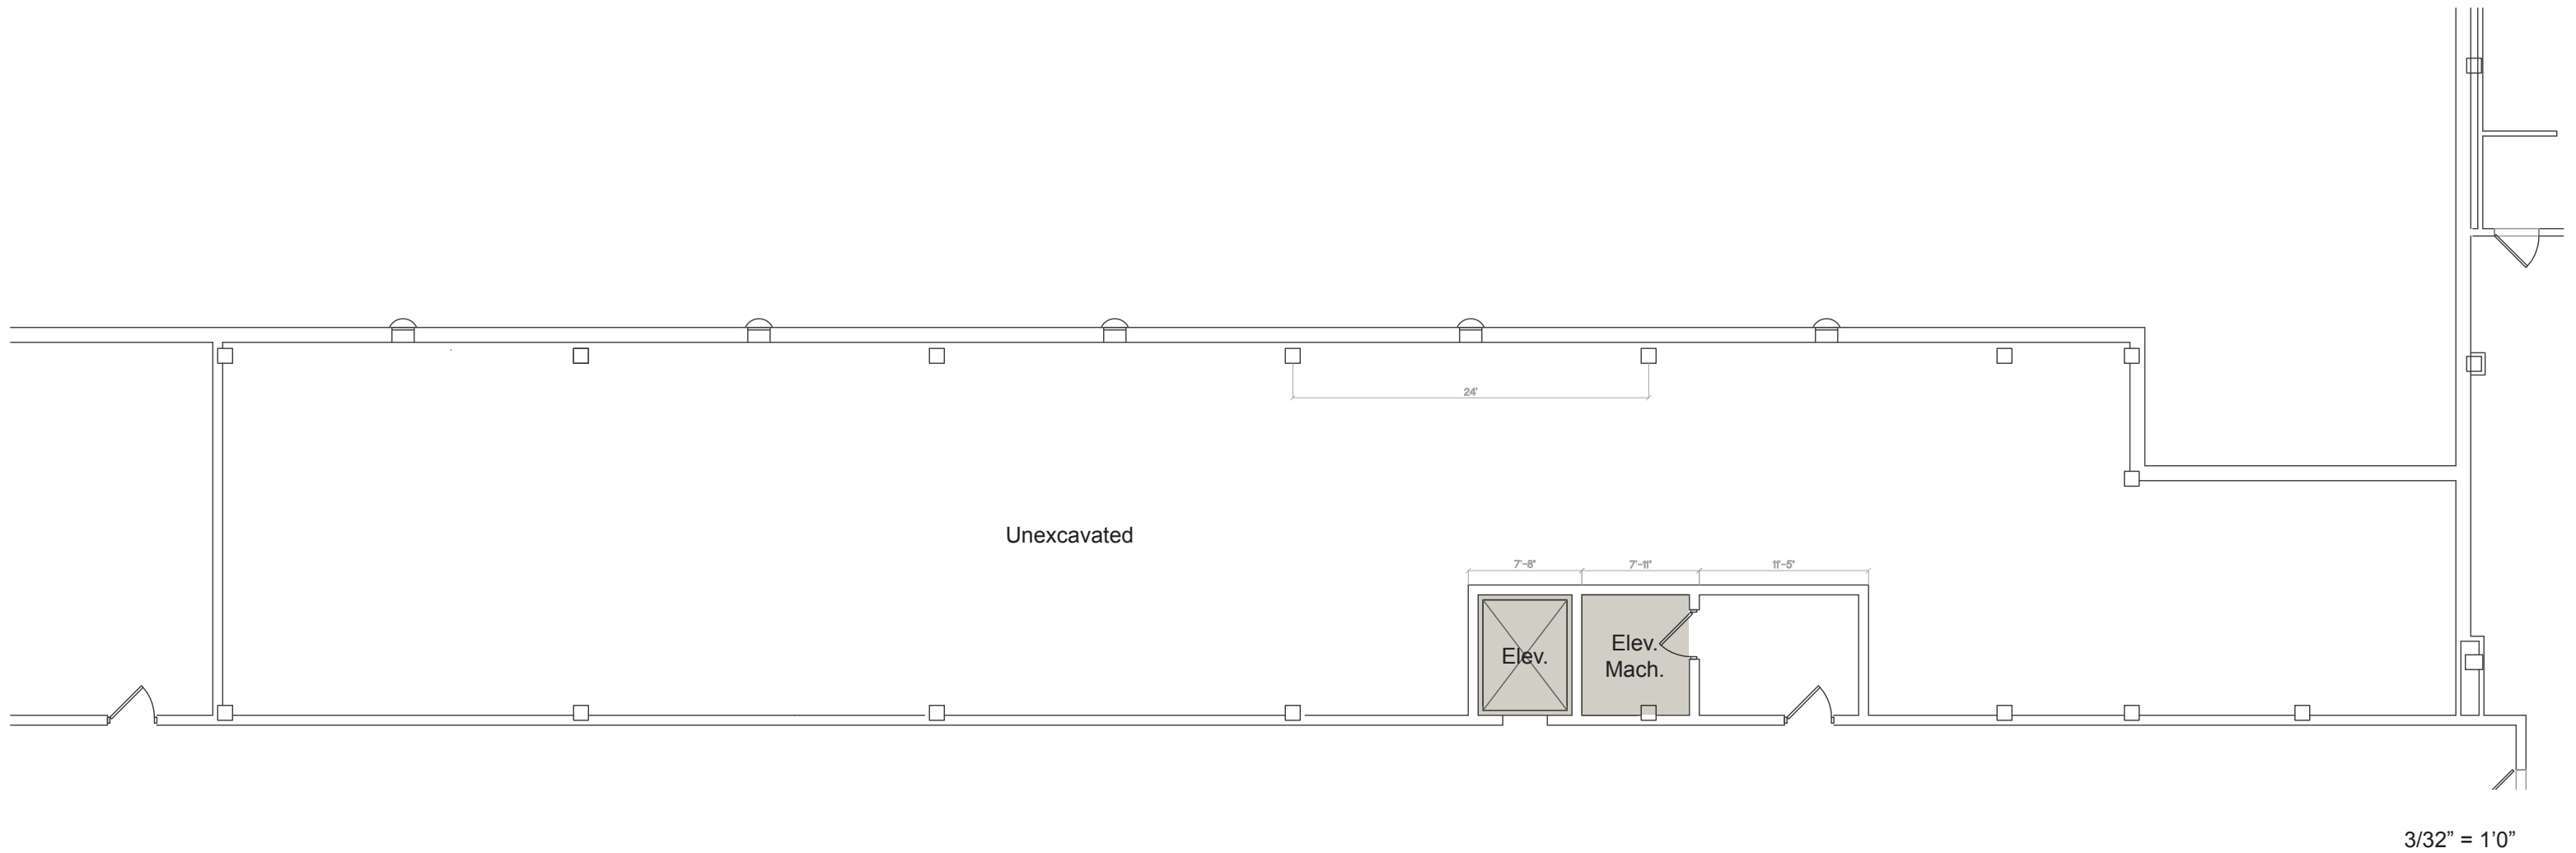 24'
Unexcavated
7'-8" 7'-11" 11'-5"
Elev.
Elev.
Mach.
3/32” = 1’0”